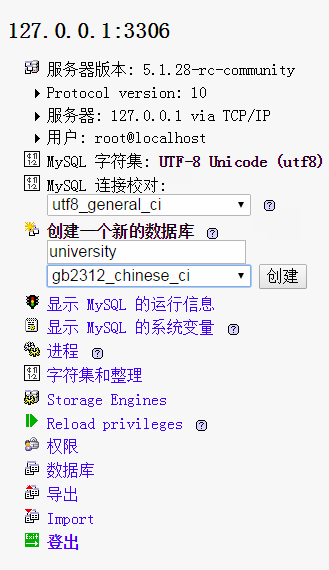 127.0.0.1:3306
服务器版本: 5.1.28-rc-community
Protocol version: 10
服务器: 127.0.0.1 via TCP/IP
用户: root@localhost
MySQL 字符集: UTF-8 Unicode (utf8)
MySQL 连接校对:
utf8_general_ci
创建一个新的数据库
university
gb2312_chinese_ci 创建
显示 MySQL 的运行信息
显示 MySQL 的系统变量
进程
字符集和整理
Storage Engines
Reload privileges
权限
数据库
导出
Import
登出